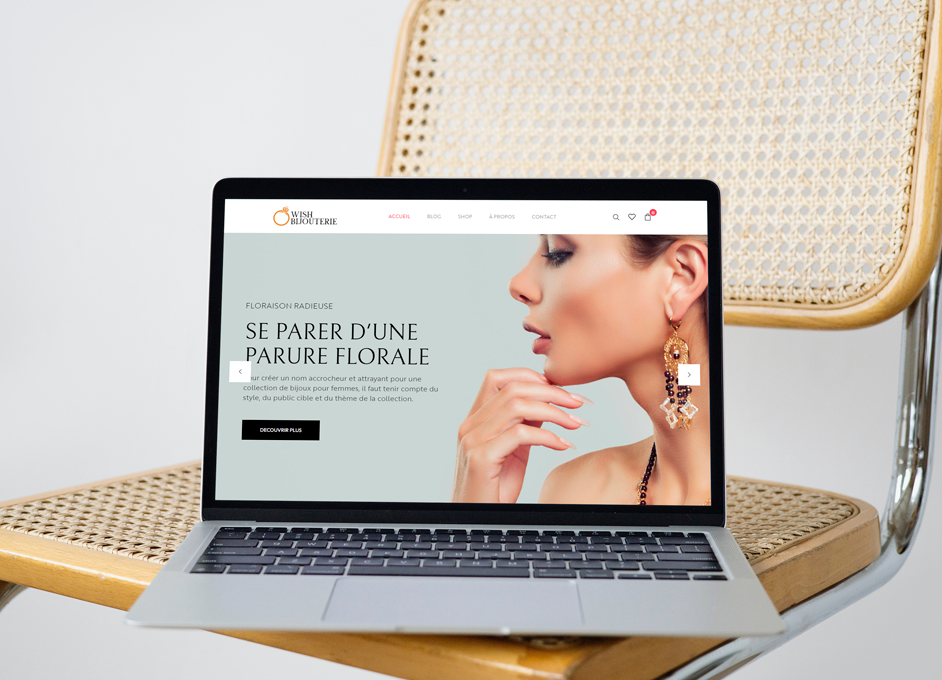 WISH
BIJOUTERIE
ACCUEIL
BLOG
SHOP
À PROPOS
CONTACT
0
FLORAISON RADIEUSE
SE PARER D'UNE
PARURE FLORALE
créer un nom accrocheur et attrayant pour une
collection de bijoux pour femmes, il faut tenir compte du
style, du public cible et du thème de la collection.
DECOUVRIR PLUS